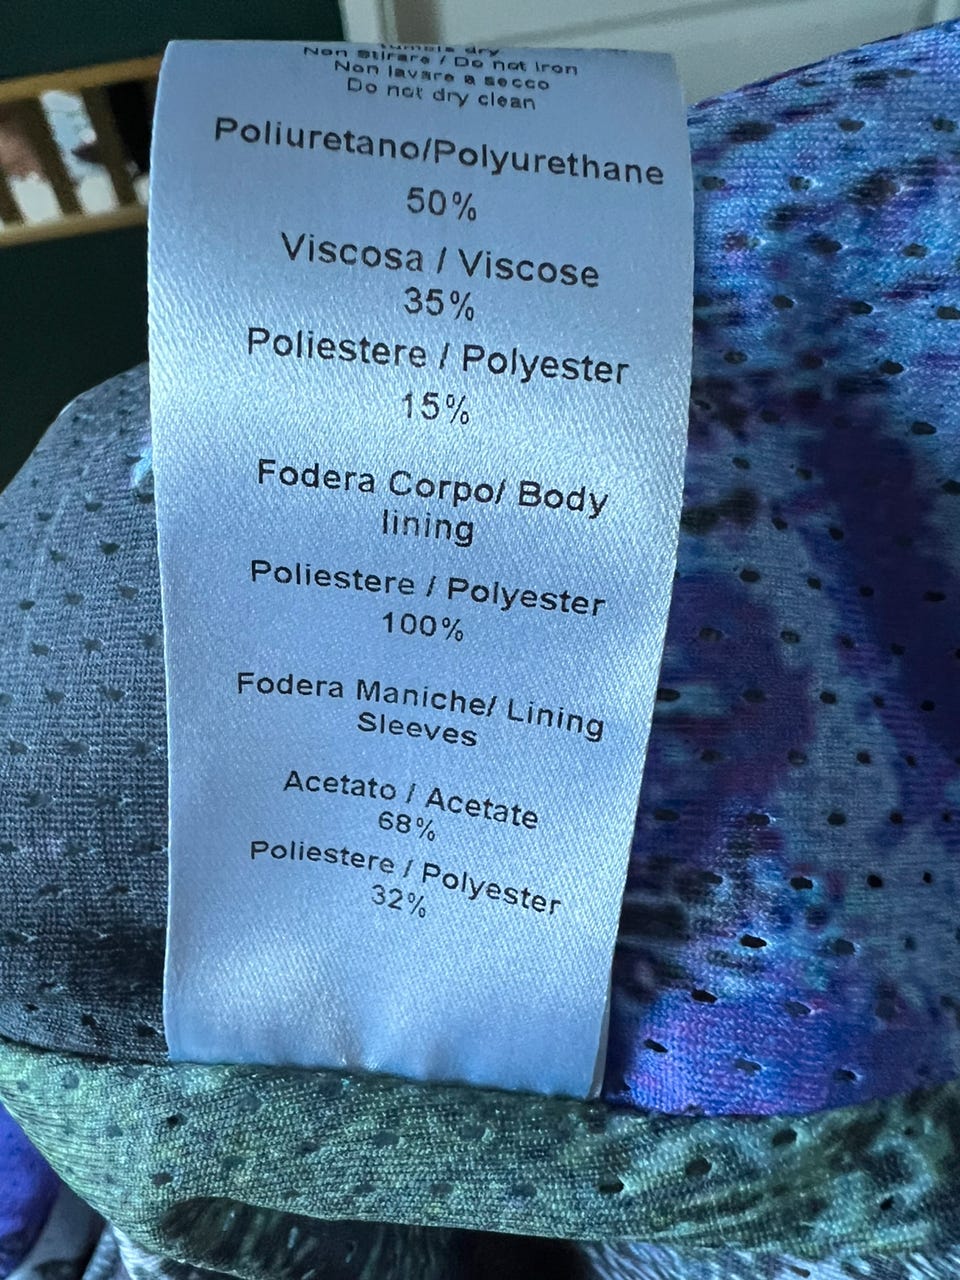 tumble dry
Non stirare / Do not iron
Non lavare a secco
Do not dry clean
Poliuretano/Polyurethane
50%
Viscosa / Viscose
35%
Poliestere / Polyester
15%
Fodera Corpo/ Body
lining
Poliestere / Polyester
100%
Fodera Maniche/ Lining
Sleeves
Acetato / Acetate
68%
Poliestere / Polyester
32%